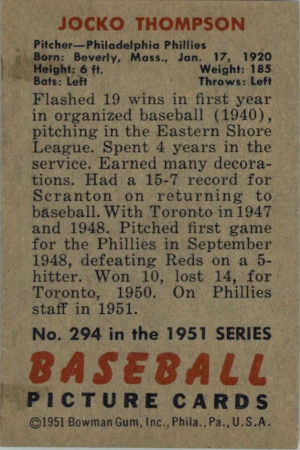 JOCKO THOMPSON
Pitcher—Philadelphia Phillies
Born: Beverly, Mass., Jan. 17, 1920
Height: 6 ft. Weight: 185
Bats: Left Throws: Left
Flashed 19 wins in first year
in organized baseball (1940),
pitching in the Eastern Shore
League. Spent 4 years in the
service. Earned many decora-
tions. Had a 15-7 record for
Scranton on returning to
baseball. With Toronto in 1947
and 1948. Pitched first game
for the Phillies in September
1948, defeating Reds on a 5-
hitter. Won 10, lost 14, for
Toronto, 1950. On Phillies
staff in 1951.
No. 294 in the 1951 SERIES
BASEBALL
PICTURE CARDS
©1951 Bowman Gum, Inc., Phila., Pa., U.S.A.